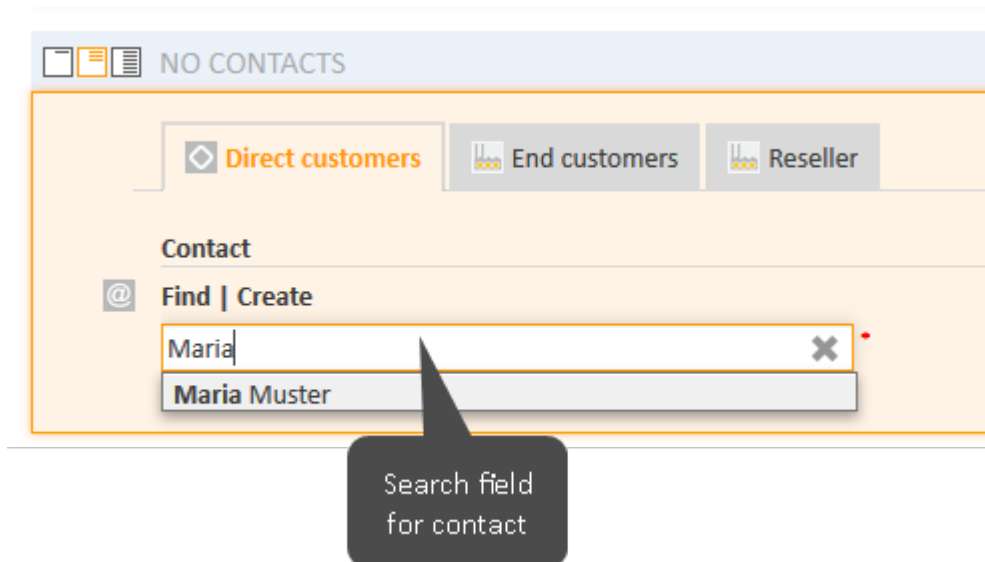 NO CONTACTS
Direct customers End customers Reseller
Contact
@ Find | Create
Maria *
Maria Muster
Search field
for contact